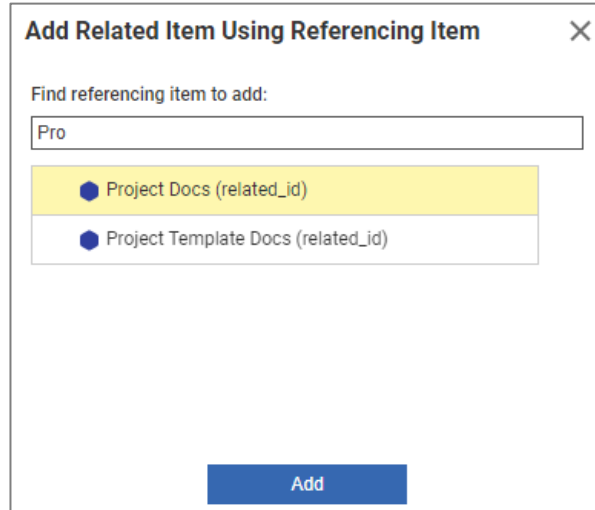 Add Related Item Using Referencing Item
Find referencing item to add:
Pro
Project Docs (related_id)
Project Template Docs (related_id)
Add